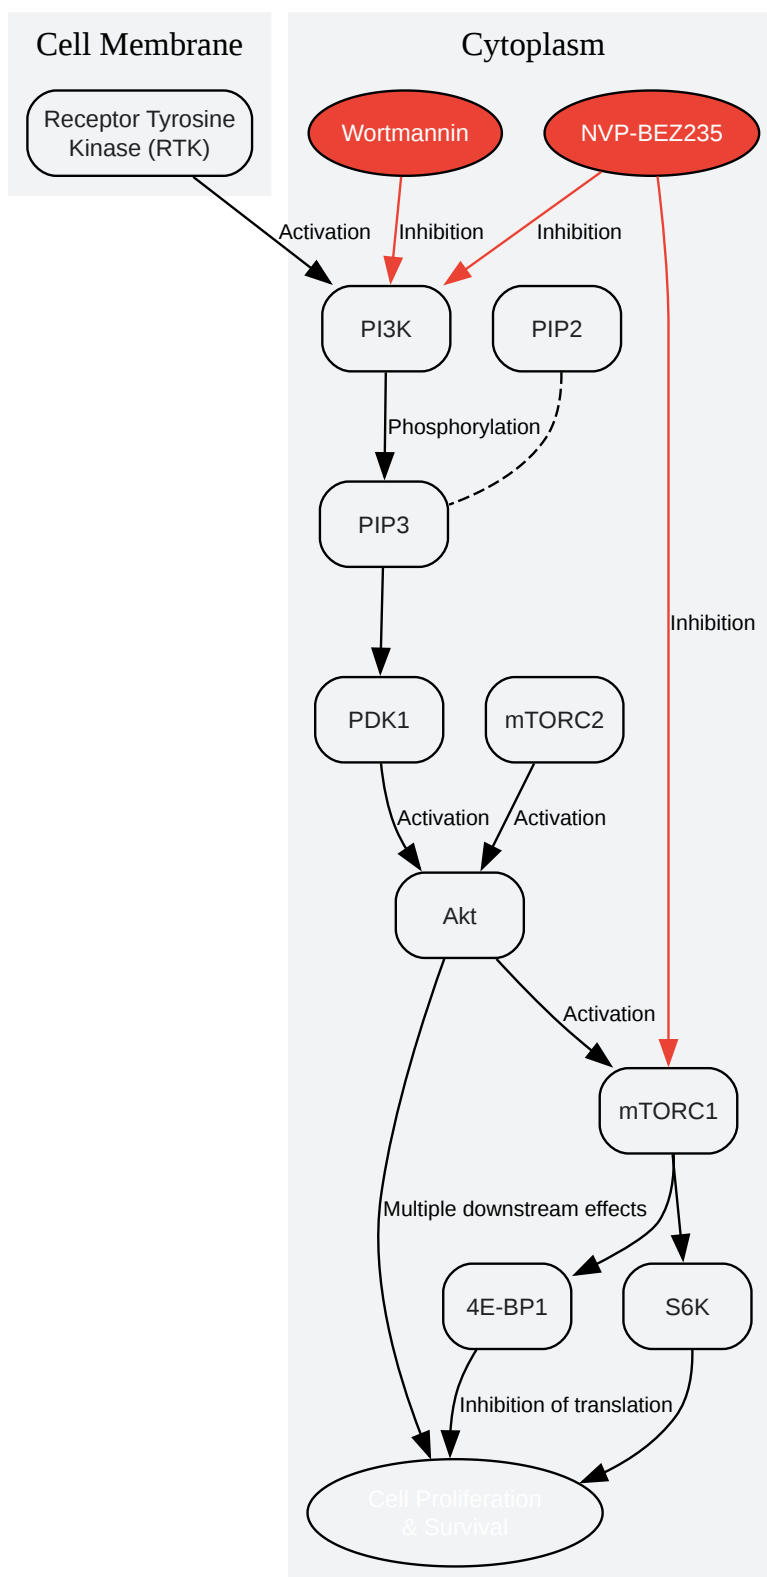 Cell Membrane
Cytoplasm
Receptor Tyrosine
Kinase (RTK)
Wortmannin
NVP-BEZ235
Activation
Inhibition
Inhibition
PI3K
PIP2
Phosphorylation
PIP3
Inhibition
PDK1
mTORC2
Activation
Activation
Akt
Activation
mTORC1
Multiple downstream effects
4E-BP1
S6K
Inhibition of translation
Cell Proliferation
& Survival